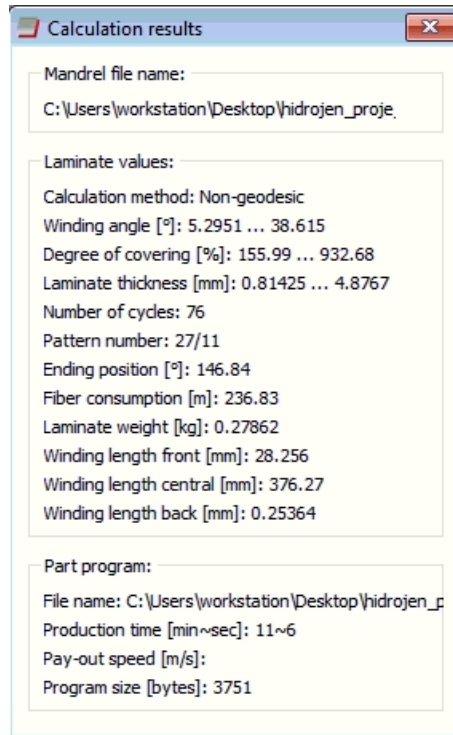 Calculation results
Mandrel file name:
C:\Users\workstation\Desktop\hidrojen_proje_
Laminate values:
Calculation method: Non-geodesic
Winding angle [°]: 5.2951 ... 38.615
Degree of covering [%]: 155.99 ... 932.68
Laminate thickness [mm]: 0.81425 ... 4.8767
Number of cycles: 76
Pattern number: 27/11
Ending position [°]: 146.84
Fiber consumption [m]: 236.83
Laminate weight [kg]: 0.27862
Winding length front [mm]: 28.256
Winding length central [mm]: 376.27
Winding length back [mm]: 0.25364
Part program:
File name: C:\Users\workstation\Desktop\hidrojen_p
Production time [min~sec]: 11~6
Pay-out speed [m/s]:
Program size [bytes]: 3751